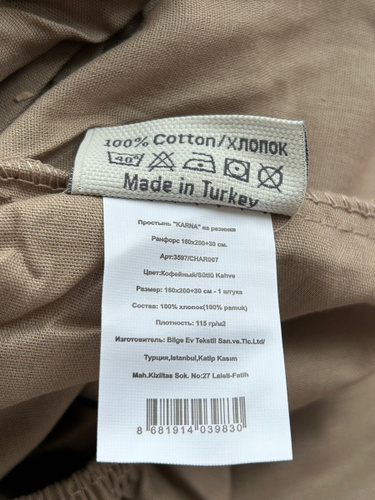 100% Cotton/ХЛОПОК
40°
Made in Turkey
Простынь "KARNA" на резинке
Ранфорс 160x200+30 см.
Арт:3597/CHAR007
Цвет:Кофейный/Sütlü Kahve
Размер: 160x200+30 см - 1 штука
Состав: 100% хлопок(100% pamuk)
Плотность: 115 гр/м2
Изготовитель: Bilge Ev Tekstil San.ve.Tic.Ltd/
Турция,Istanbul,Katip Kasım
Mah.Kiziltas Sok. No:27 Laleli-Fatih
8 681914 039830